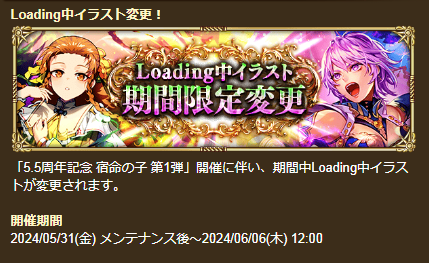 Loading中イラスト変更！
Loading中イラスト
期間限定変更
「5.5周年記念 宿命の子 第1弾」開催に伴い、期間中Loading中イラス
トが変更されます。
開催期間
2024/05/31(金) メンテナンス後～2024/06/06(木) 12:00